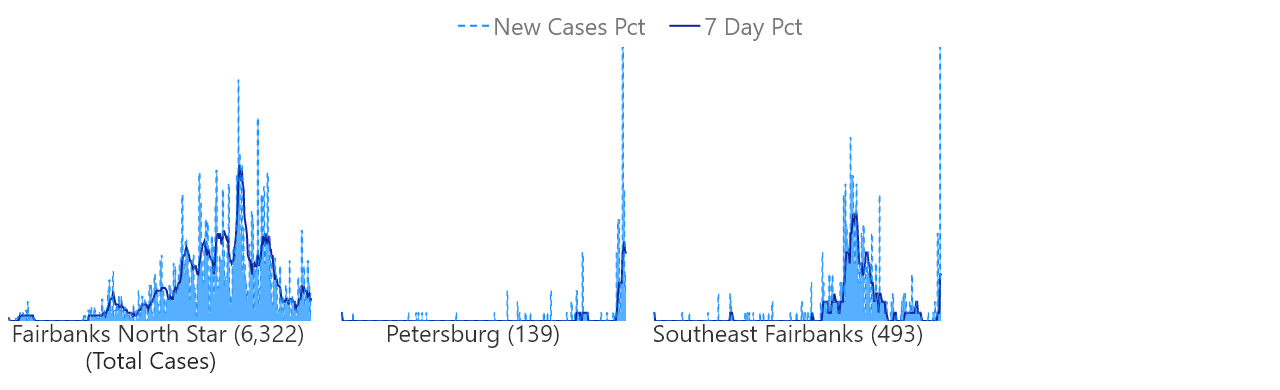 New Cases Pct 7 Day Pct
Fairbanks North Star (6,322) Petersburg (139) Southeast Fairbanks (493)
(Total Cases)